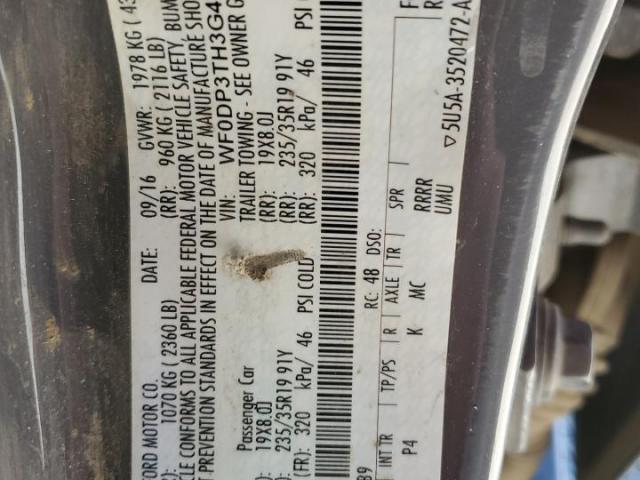 FORD MOTOR CO. DATE: 09/16 GVWR: 1978 KG ( 43
1070 KG ( 2360 LB) (RR): 960 KG ( 2116 LB)
CONFORMS TO ALL APPLICABLE FEDERAL MOTOR VEHICLE SAFETY, BUM
T PREVENTION STANDARDS IN EFFECT ON THE DATE OF MANUFACTURE SHO
VIN: WF0DP3TH3G4
Passenger Car TRAILER TOWING - SEE OWNER G
19X8.0J (RR): 19X8.0J
235/35R19 91Y (RR): 235/35R19 91Y
(FR): 320 kPa/ 46 PSI COLD (RR): 320 kPa/ 46 PSI C
89 RC: 48 DSO:
INT TR TP/PS R AXLE TR SPR
P4 K MC RRRR
UMU
▽5U5A-3520472-A